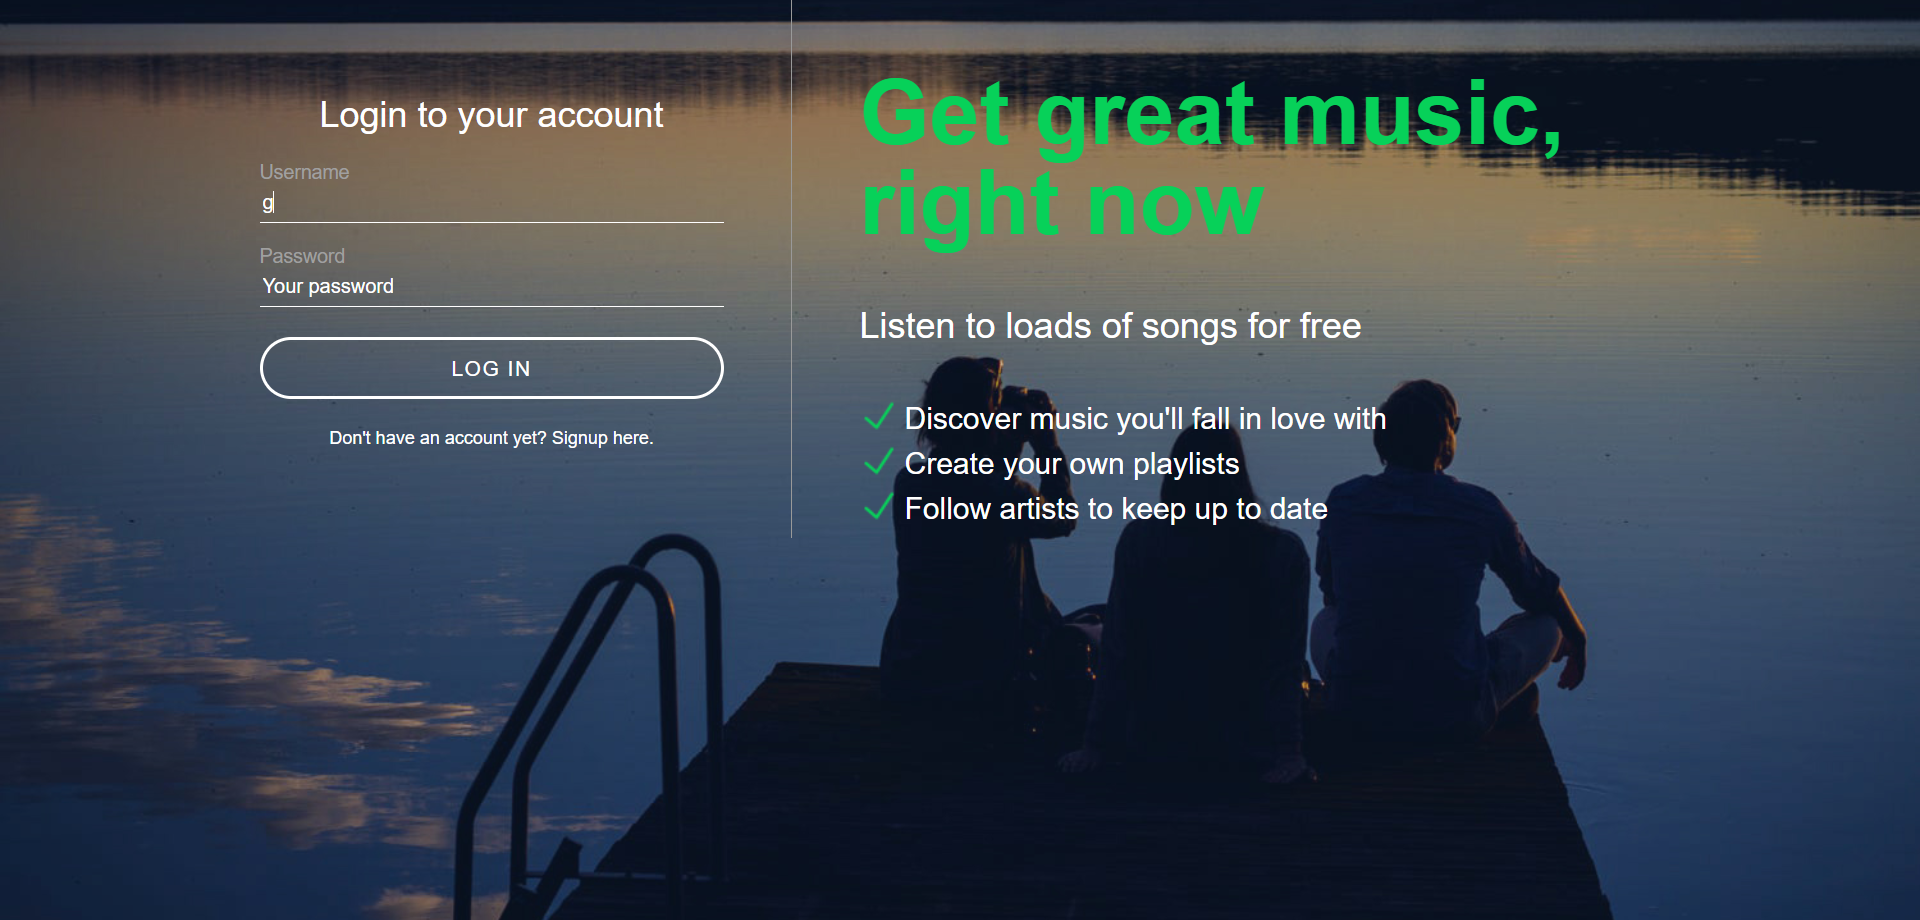 Login to your account
Username
g
Password
Your password
LOG IN
Don't have an account yet? Signup here.
Get great music,
right now
Listen to loads of songs for free
Discover music you'll fall in love with
Create your own playlists
Follow artists to keep up to date